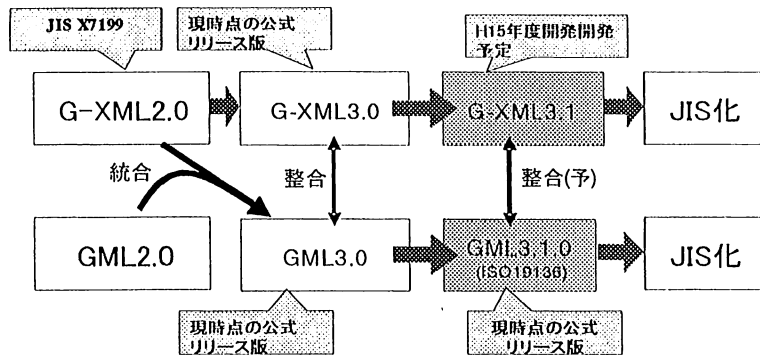 JIS X7199
現時点の公式
リリース版
H15年度開発開発
予定
G-XML2.0
G-XML3.0
G-XML3.1
JIS化
統合
整合
整合(予)
GML2.0
GML3.0
GML3.1.0
(ISO19136)
JIS化
現時点の公式
リリース版
現時点の公式
リリース版